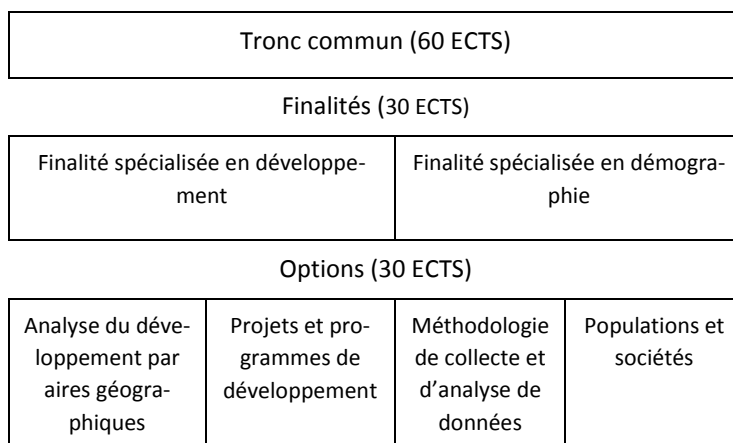 Tronc commun (60 ECTS)
Finalités (30 ECTS)
Finalité spécialisée en développe-
ment
Finalité spécialisée en démogra-
phie
Options (30 ECTS)
Analyse du déve-
loppement par
aires géogra-
phiques
Projets et pro-
grammes de
développement
Méthodologie
de collecte et
d'analyse de
données
Populations et
sociétés